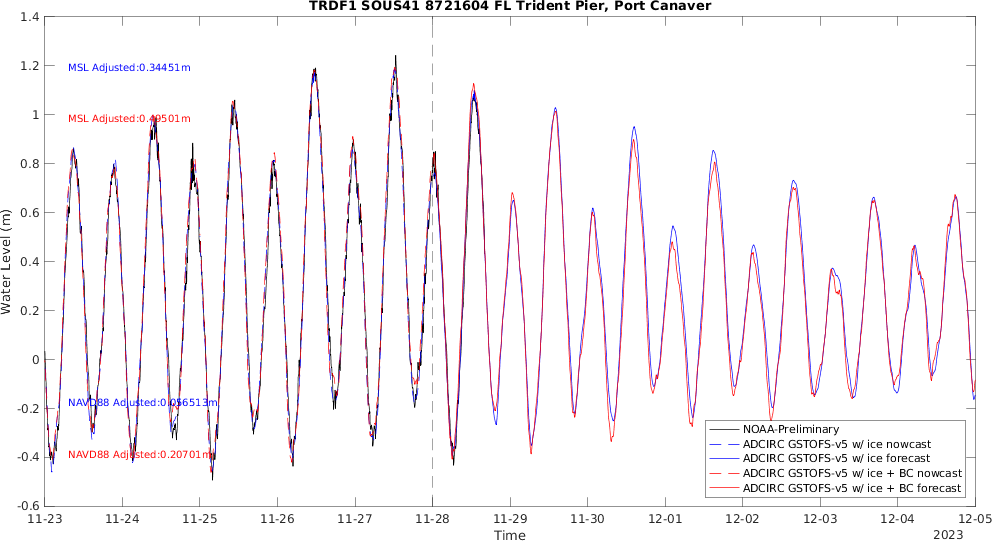 TRDF1 SOUS41 8721604 FL Trident Pier, Port Canaver
1.4
1.2
1
0.8
0.6
0.4
0.2
0
-0.2
-0.4
-0.6
Water Level (m)
MSL Adjusted:0.34451m
MSL Adjusted:0.49501m
NAVD88 Adjusted:0.056513m
NAVD88 Adjusted:0.20701m
NOAA-Preliminary
ADCIRC GSTOFS-v5 w/ ice nowcast
ADCIRC GSTOFS-v5 w/ ice forecast
ADCIRC GSTOFS-v5 w/ ice + BC nowcast
ADCIRC GSTOFS-v5 w/ ice + BC forecast
11-23 11-24 11-25 11-26 11-27 11-28 11-29 11-30 12-01 12-02 12-03 12-04 12-05
Time
2023